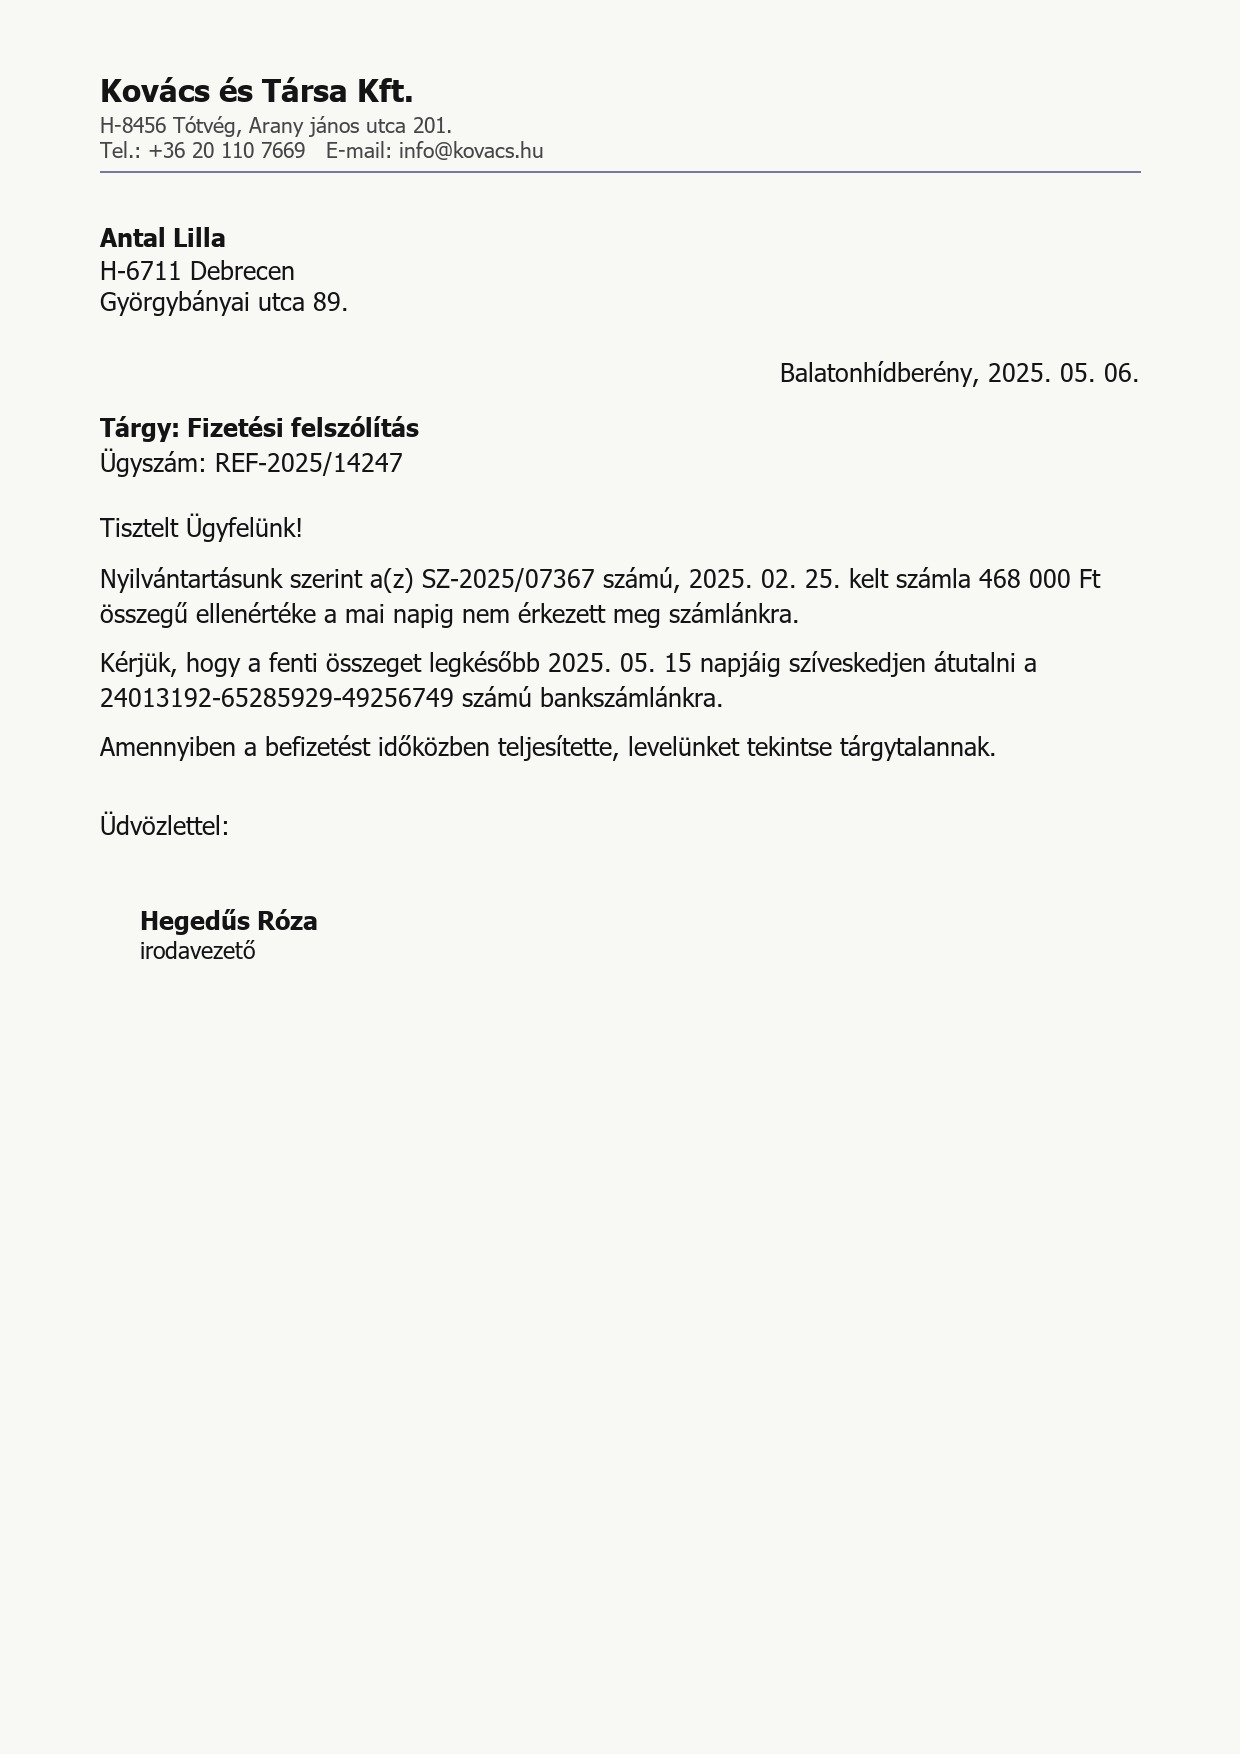 Kovács és Társa Kft.
H-8456 Tótvég, Arany jános utca 201.
Tel.: +36 20 110 7669 E-mail: info@kovacs.hu
Antal Lilla
H-6711 Debrecen
Györgybányai utca 89.
Balatonhídberény, 2025. 05. 06.
Tárgy: Fizetési felszólítás
Ügyszám: REF-2025/14247
Tisztelt Ügyfelünk!
Nyilvántartásunk szerint a(z) SZ-2025/07367 számú, 2025. 02. 25. kelt számla 468 000 Ft
összegű ellenértéke a mai napig nem érkezett meg számlánkra.
Kérjük, hogy a fenti összeget legkésőbb 2025. 05. 15 napjáig szíveskedjen átutalni a
24013192-65285929-49256749 számú bankszámlánkra.
Amennyiben a befizetést időközben teljesítette, levelünket tekintse tárgytalannak.
Üdvözlettel:
Hegedűs Róza
irodavezető